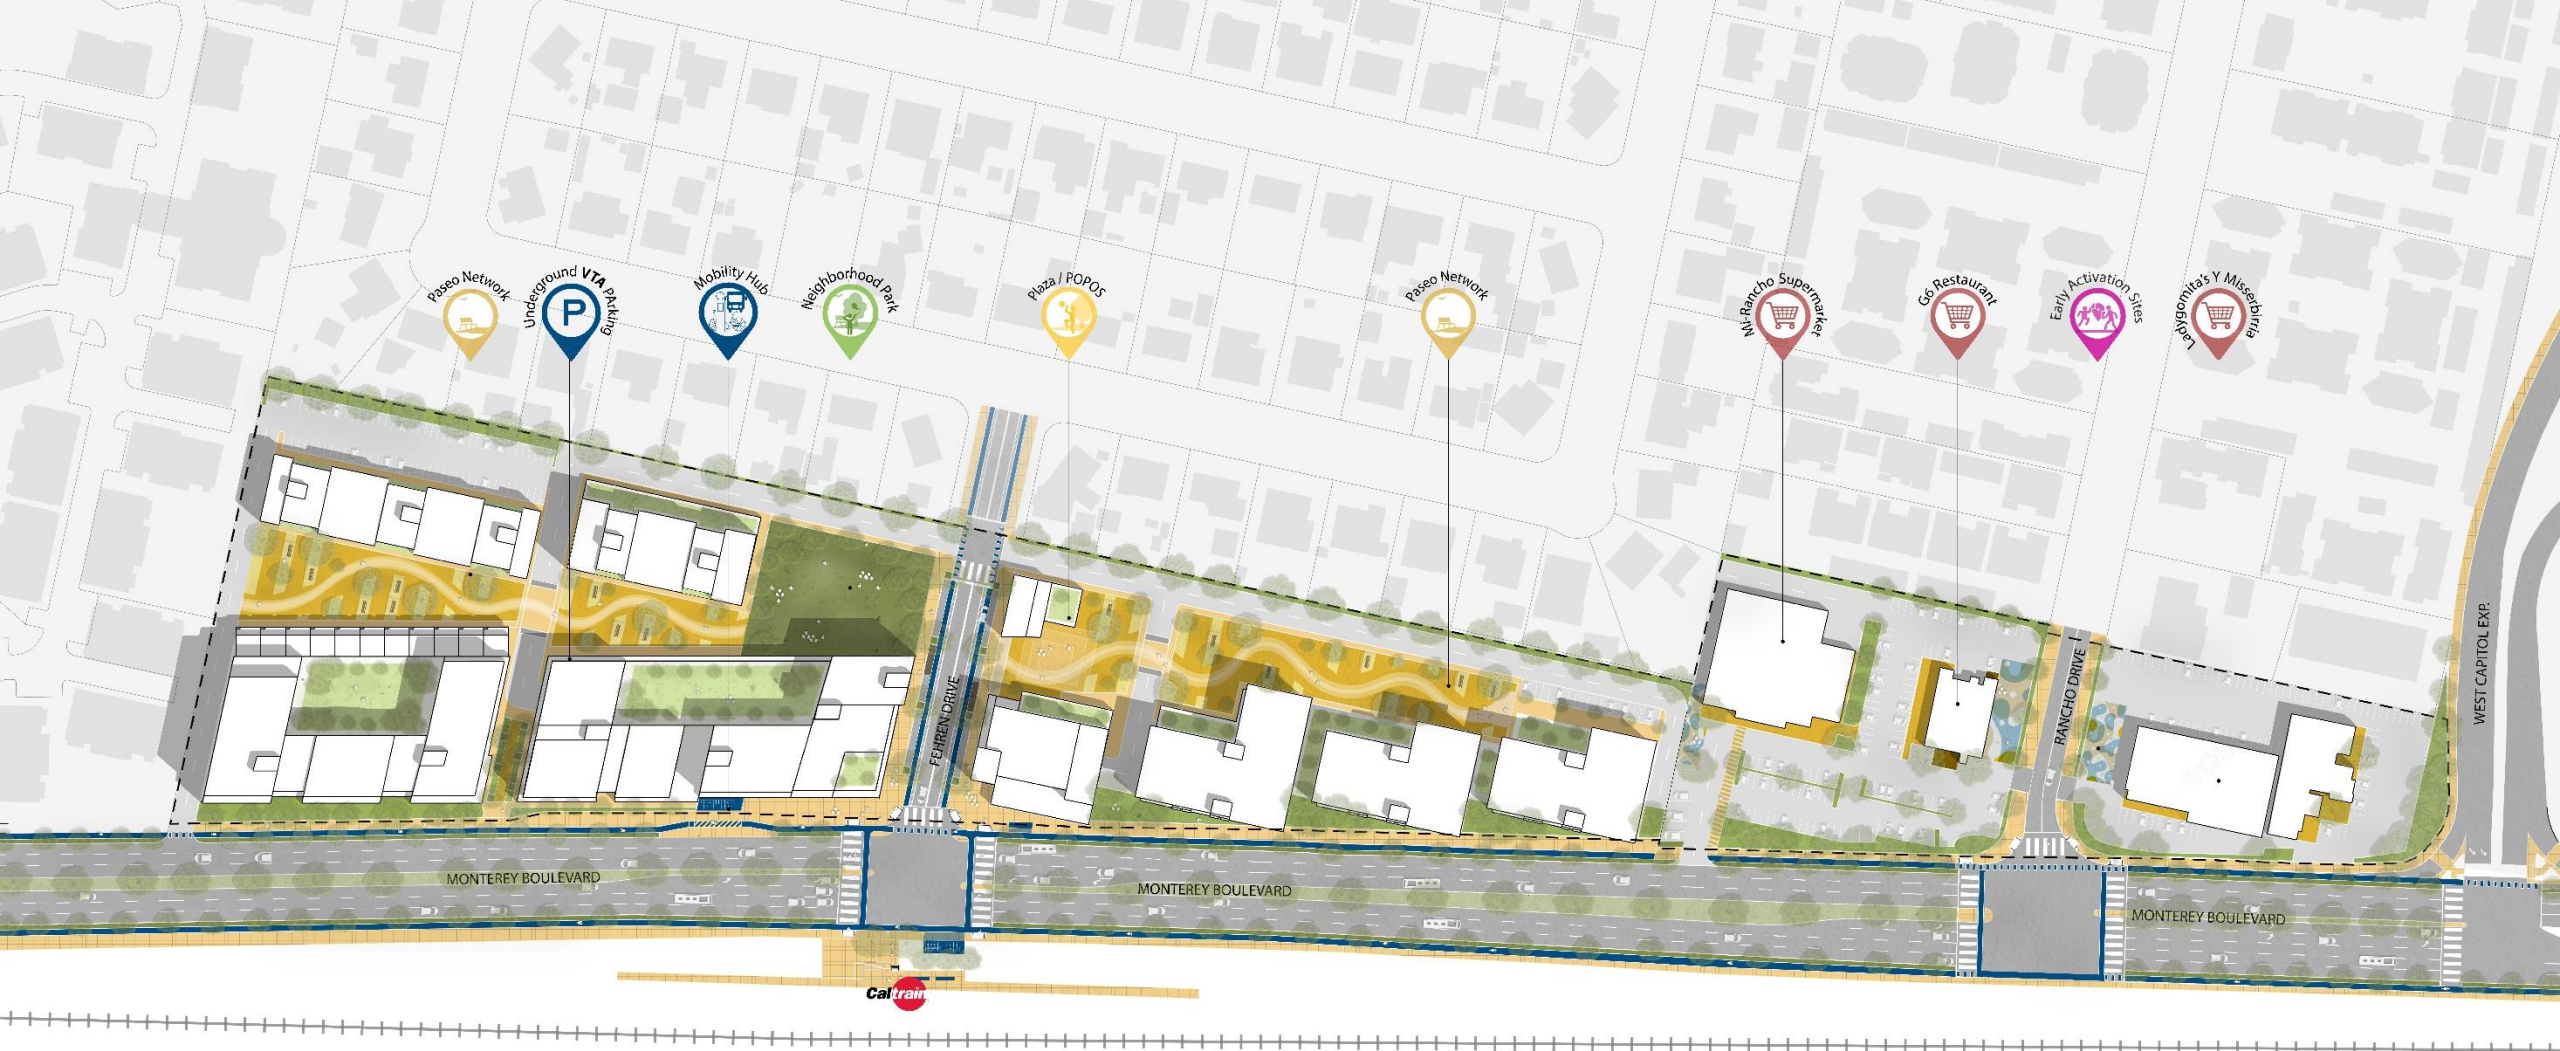 Paseo Network
Underground VTA PArking
P
Mobility Hub
Neighborhood Park
Plaza / POPOS
Paseo Network
Mi-Rancho Supermarket
G6 Restaurant
Early Activation Sites
Ladygomita's Y Misserbirria
FEHREN DRIVE
RANCHO DRIVE
WEST CAPITOL EXP.
MONTEREY BOULEVARD
MONTEREY BOULEVARD
MONTEREY BOULEVARD
Caltrain